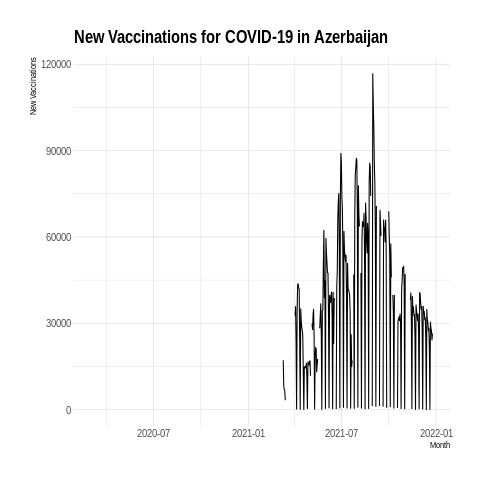 New Vaccinations for COVID-19 in Azerbaijan
New Vaccinations
120000
90000
60000
30000
0
2020-07 2021-01 2021-07 2022-01
Month